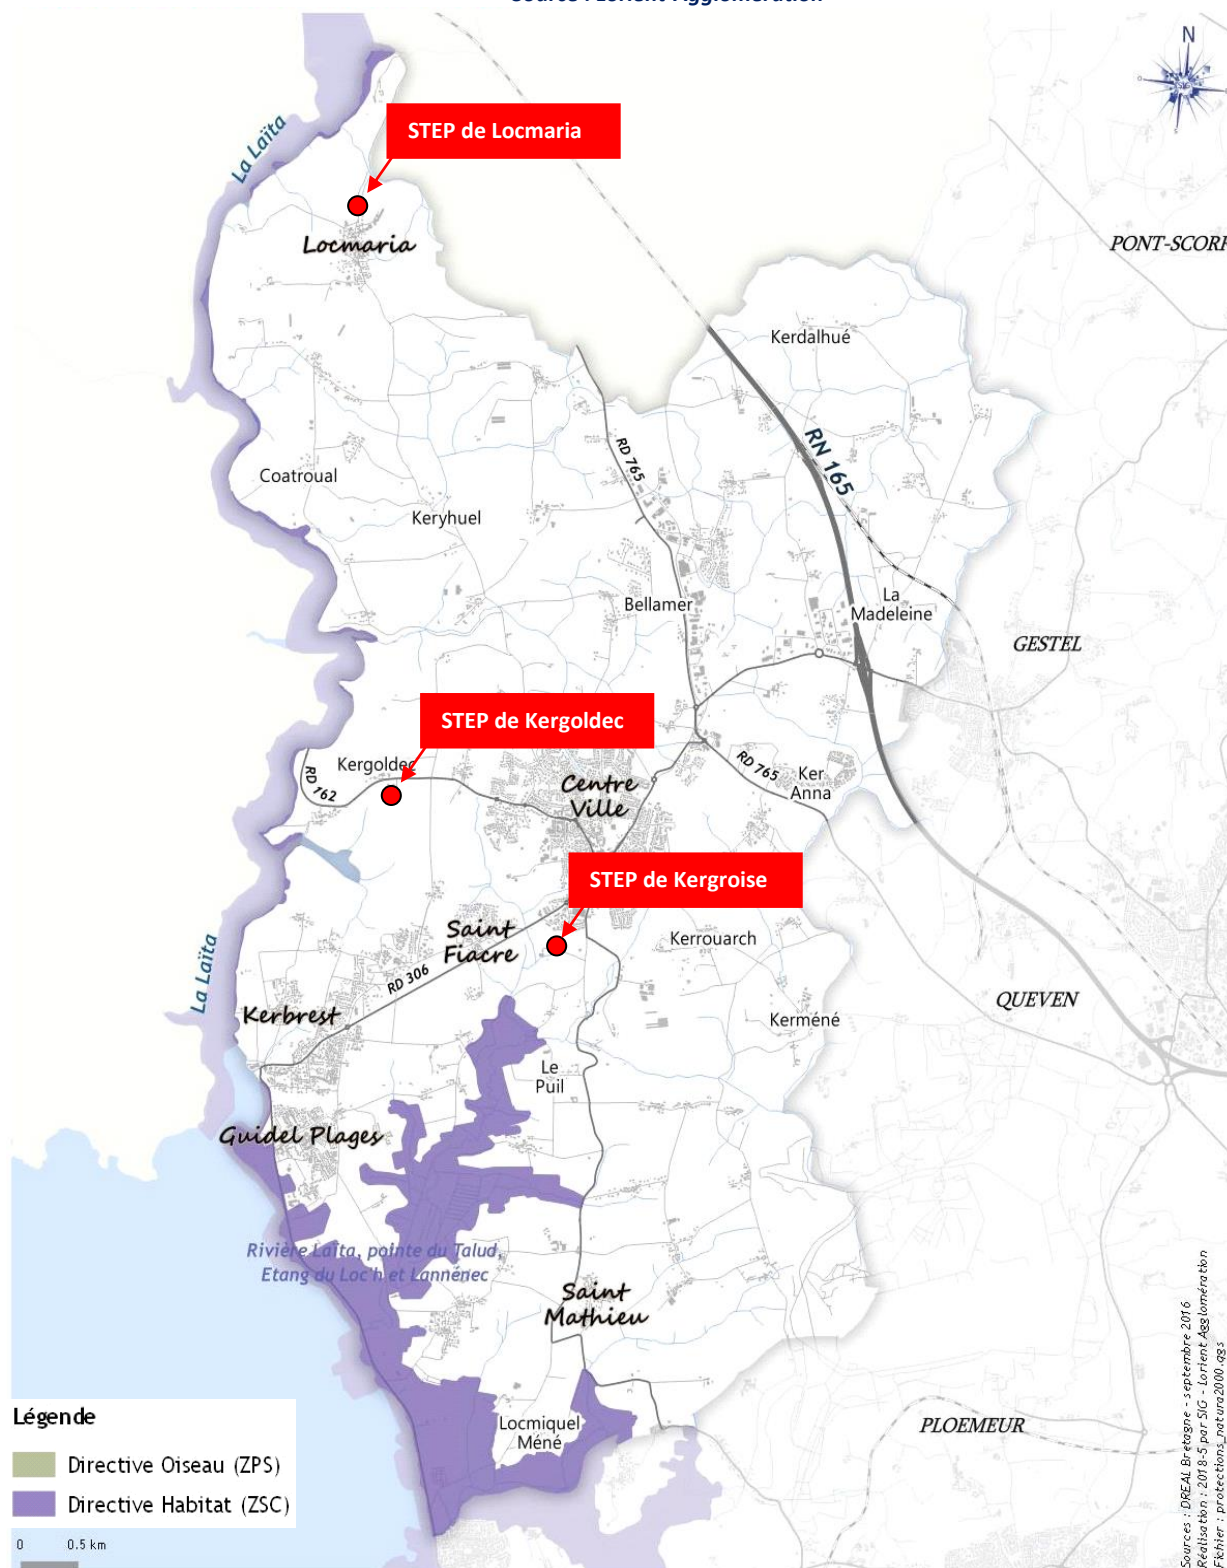 Source : Lorient Agglomération
N
La Laïta
STEP de Locmaria
Locmaria
PONT-SCORFF
Kerdalhué
RN 165
RD 765
Coatroual
Keryhuel
Bellamer
La
Madeleine
GESTEL
STEP de Kergoldec
Kergoldec
RD 762
Centre
Ville
RD 765
Ker
Anna
STEP de Kergroise
Saint
Fiacre
Kerrouarch
La Laïta
RD 306
Kerbrest
QUEVEN
Kerméné
Le
Puil
Guidel Plages
Rivière Laïta, pointe du Talud,
Etang du Loc'h et Lannénec
Saint
Mathieu
Légende
Directive Oiseau (ZPS)
Directive Habitat (ZSC)
Locmiquel
Méné
PLOEMEUR
0 0.5 km
Sources : DREAL Bretagne - septembre 2016
Réalisation : 2018-5 par SIG - Lorient Agglomération
Fichier : protections_natura2000.qgs